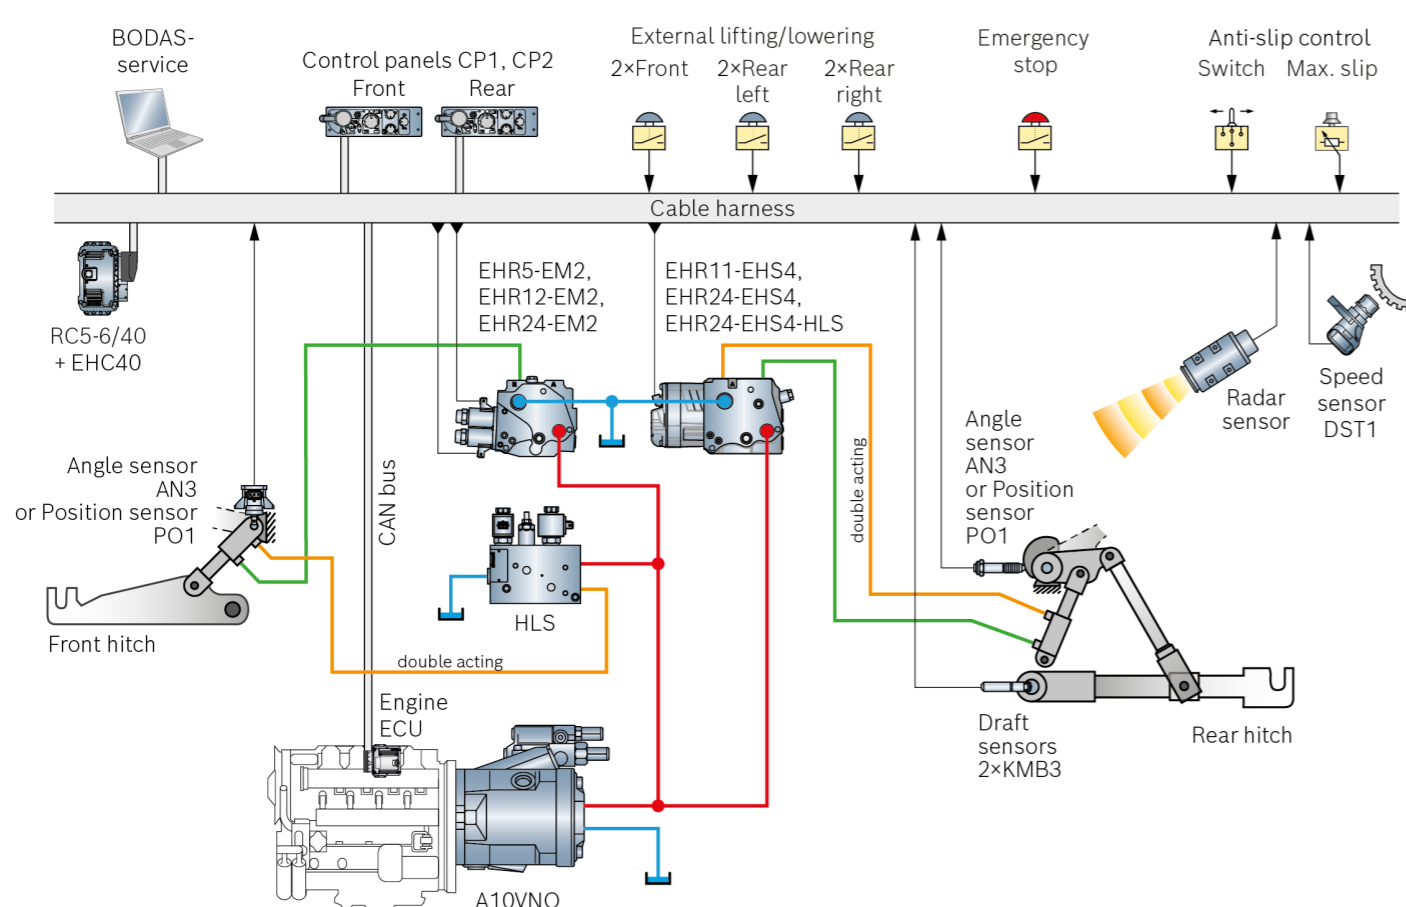 BODAS-
service
Control panels CP1, CP2
Front
Rear
External lifting/lowering
2×Front
2×Rear
left
2×Rear
right
Emergency
stop
Anti-slip control
Switch
Max. slip
Cable harness
RC5-6/40
+ EHC40
EHR5-EM2,
EHR12-EM2,
EHR24-EM2
EHR11-EHS4,
EHR24-EHS4,
EHR24-EHS4-HLS
B
A
A
Radar
sensor
Speed
sensor
DST1
Angle sensor
AN3
or Position sensor
PO1
CAN bus
double acting
Angle
sensor
AN3
or Position
sensor
PO1
HLS
Front hitch
double acting
Engine
ECU
Draft
sensors
2×KMB3
Rear hitch
A10VNO